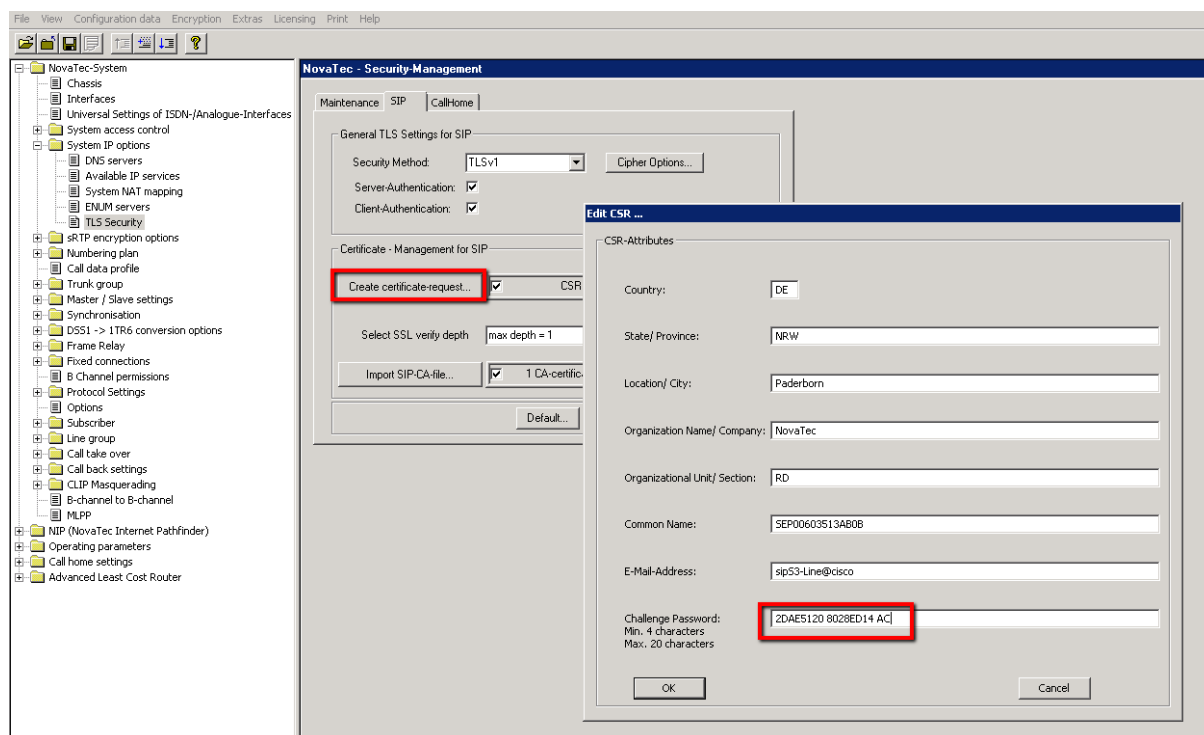 File View Configuration data Encryption Extras Licensing Print Help
NovaTec-System
Chassis
Interfaces
Universal Settings of ISDN-/Analogue-Interfaces
System access control
System IP options
DNS servers
Available IP services
System NAT mapping
ENUM servers
TLS Security
sRTP encryption options
Numbering plan
Call data profile
Trunk group
Master / Slave settings
Synchronisation
DSS1 -> 1TR6 conversion options
Frame Relay
Fixed connections
B Channel permissions
Protocol Settings
Options
Subscriber
Line group
Call take over
Call back settings
CLIP Masquerading
B-channel to B-channel
MLPP
NIP (NovaTec Internet Pathfinder)
Operating parameters
Call home settings
Advanced Least Cost Router
NovaTec - Security-Management
Maintenance SIP CallHome
General TLS Settings for SIP
Security Method: TLSv1 Cipher Options...
Server-Authentication:
Client-Authentication:
Certificate - Management for SIP
Create certificate-request... CSR
Select SSL verify depth max depth = 1
Import SIP-CA-file... 1 CA-certific
Default...
Edit CSR ...
CSR-Attributes
Country: DE
State/ Province: NRW
Location/ City: Paderborn
Organization Name/ Company: NovaTec
Organizational Unit/ Section: RD
Common Name: SEP00603513AB0B
E-Mail-Address: sipS3-Line@cisco
Challenge Password: 2DAE5120 8028ED14 AC
Min. 4 characters
Max. 20 characters
OK Cancel